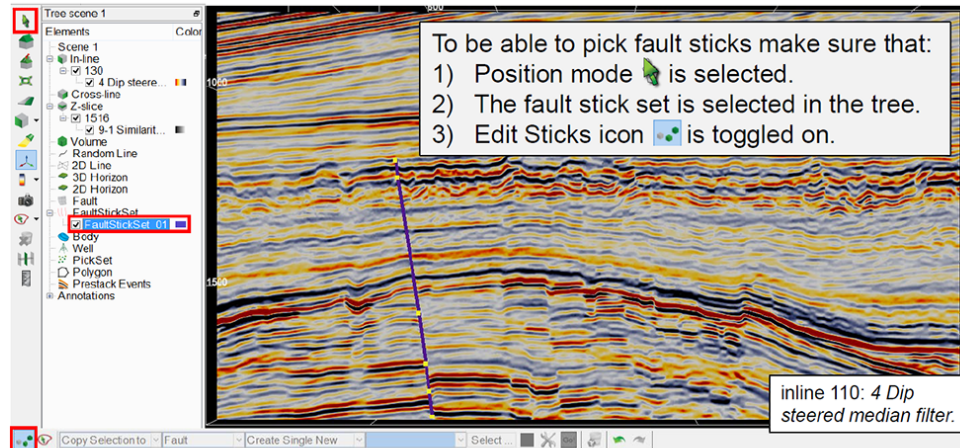 Tree scene 1
Elements Color
Scene 1
In-line
130
4 Dip steere...
Cross-line
Z-slice
1516
9-1 Similarit...
Volume
Random Line
2D Line
3D Horizon
2D Horizon
Fault
FaultStickSet
FaultStickSet_01
Body
Well
PickSet
Polygon
Prestack Events
Annotations
800
1000
1500
To be able to pick fault sticks make sure that:
1) Position mode is selected.
2) The fault stick set is selected in the tree.
3) Edit Sticks icon is toggled on.
inline 110: 4 Dip
steered median filter.
Copy Selection to Fault Create Single New Select ... Go!